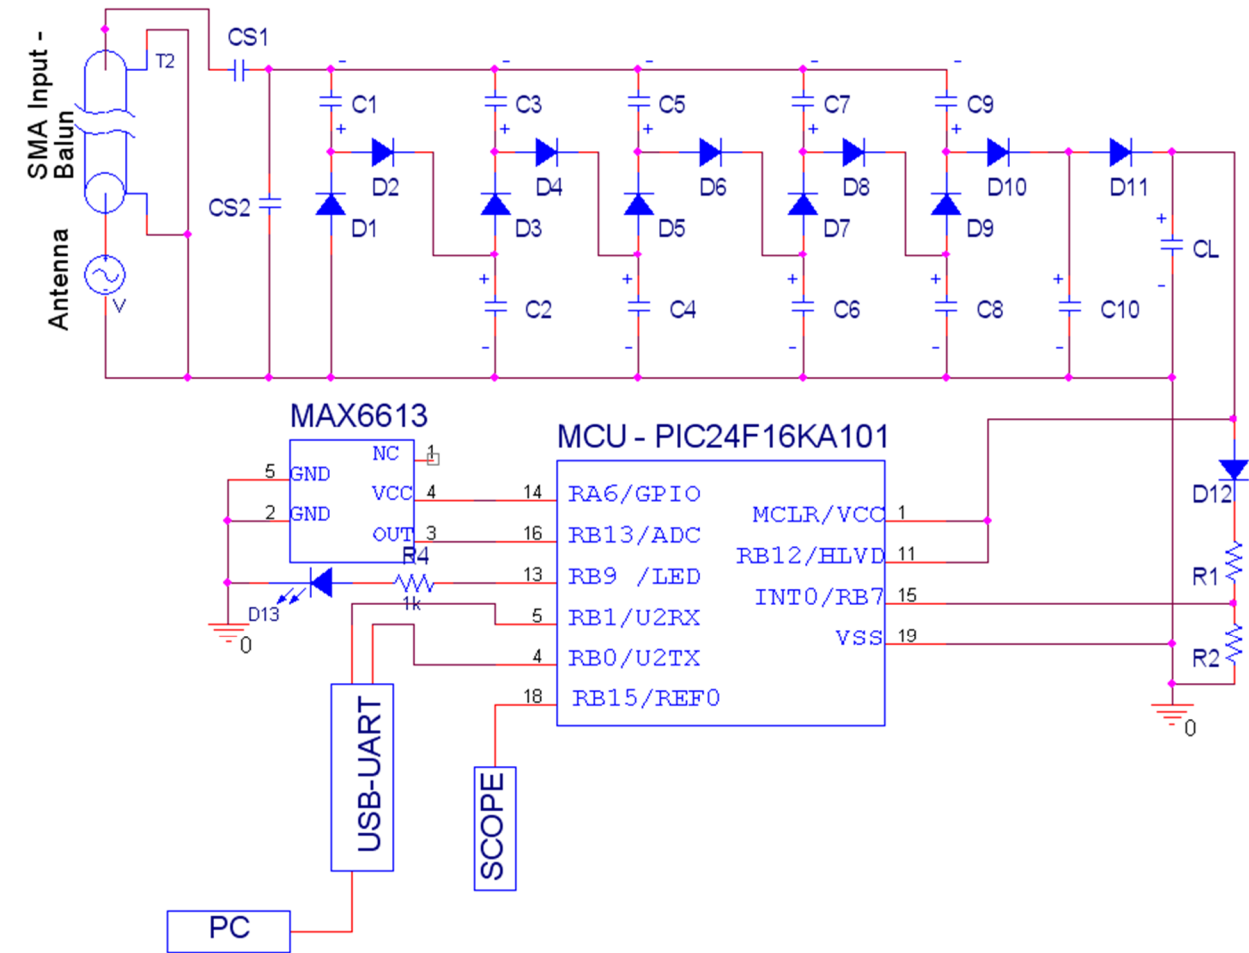 SMA Input -
Balun
T2
Antenna
V
CS1
CS2
-
-
-
-
-
C1
C3
C5
C7
C9
+
+
+
+
+
D2
D4
D6
D8
D10
D11
D1
D3
D5
D7
D9
+
+
+
+
+
+
C2
C4
C6
C8
C10
CL
-
-
-
-
-
-
MAX6613
NC 1
5 GND
VCC 4
2 GND
OUT 3
R4
1k
D13
0
MCU - PIC24F16KA101
14 RA6/GPIO
16 RB13/ADC
13 RB9 /LED
5 RB1/U2RX
4 RB0/U2TX
18 RB15/REF0
MCLR/VCC 1
RB12/HLVD 11
INT0/RB7 15
VSS 19
D12
R1
R2
0
USB-UART
SCOPE
PC